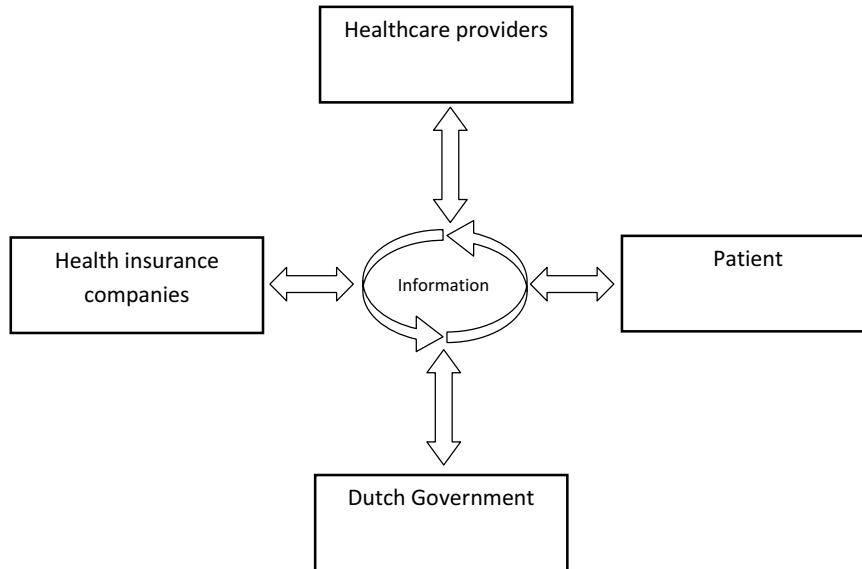 Healthcare providers
Health insurance
companies
Information
Patient
Dutch Government